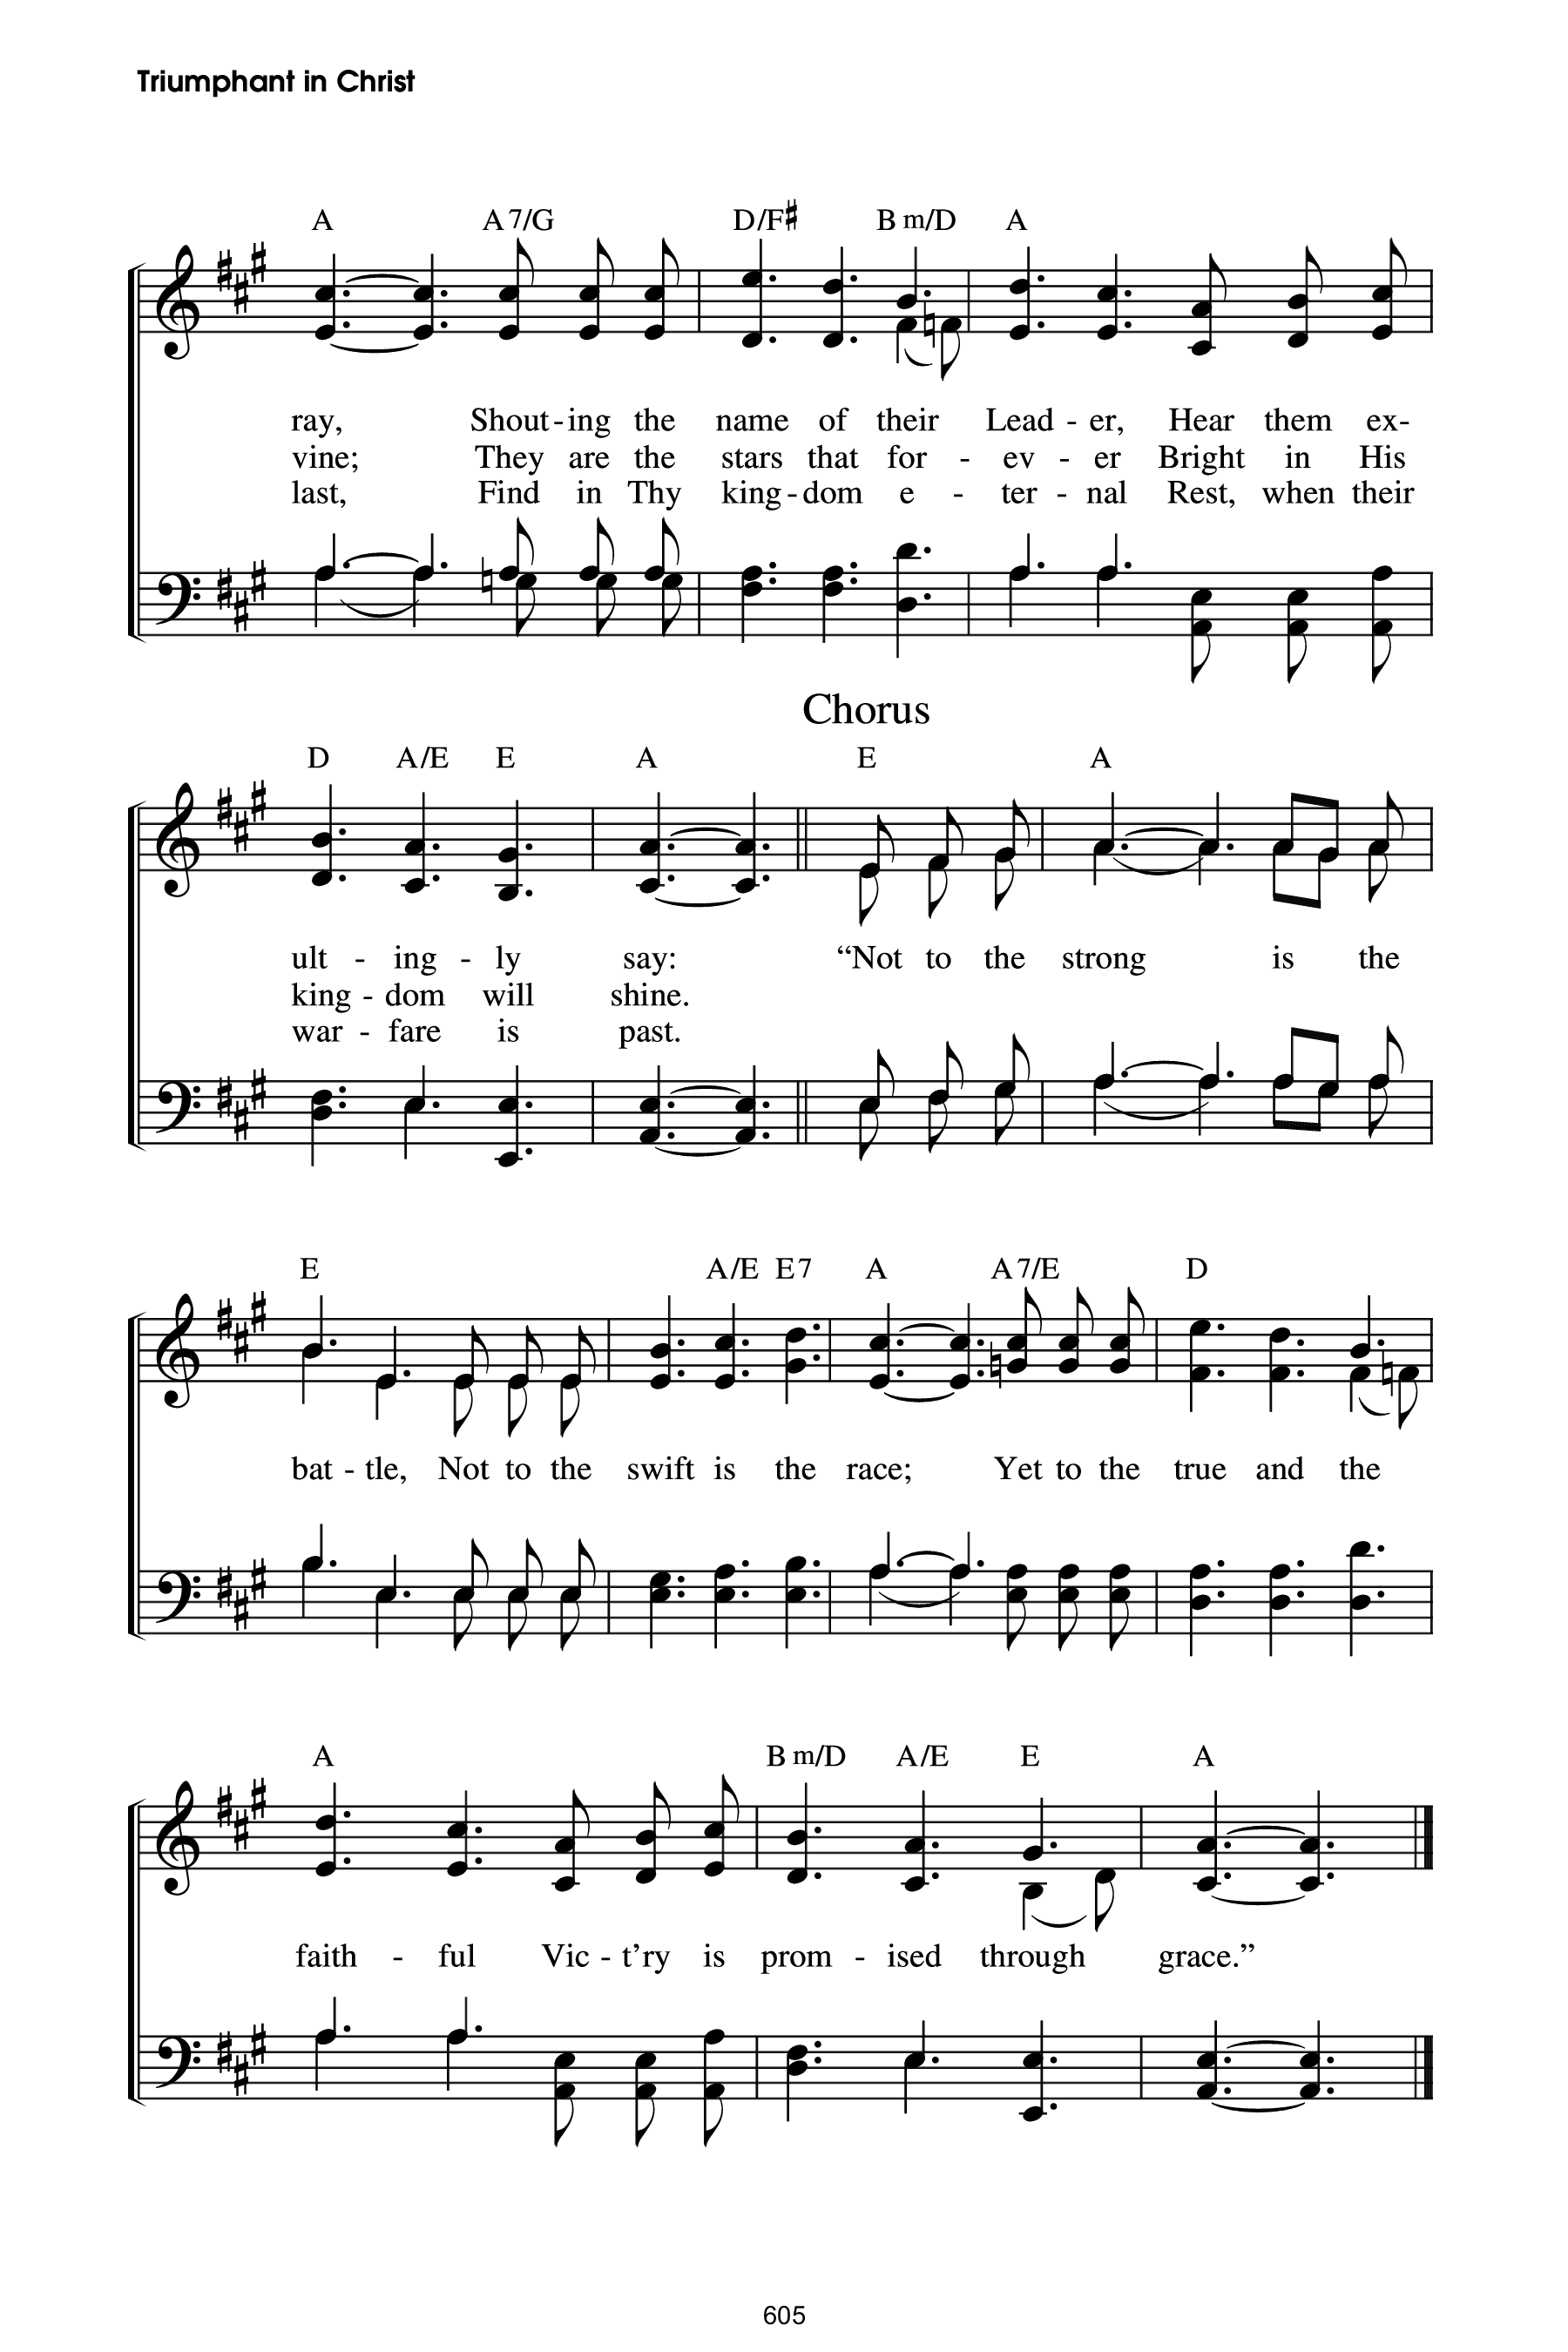 Triumphant in Christ
A A7/G D/F♯ Bm/D A
ray, Shout-ing the name of their Lead-er, Hear them ex-
vine; They are the stars that for-ev-er Bright in His
last, Find in Thy king-dom e-ter-nal Rest, when their
Chorus
D A/E E A E A
ult-ing-ly say: “Not to the strong is the
king-dom will shine.
war-fare is past.
E A/E E7 A A7/E D
bat-tle, Not to the swift is the race; Yet to the true and the
A Bm/D A/E E A
faith-ful Vic-t’ry is prom-ised through grace.”
605